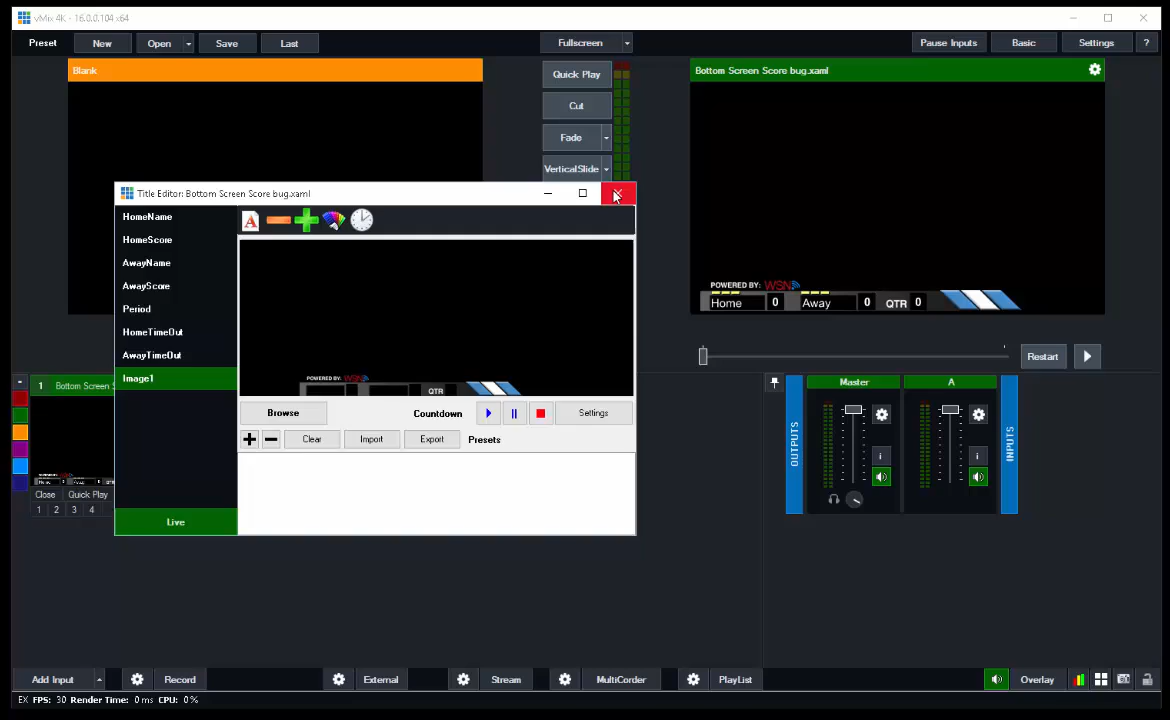 vMix 4K - 16.0.0.104 x64
Preset New Open Save Last Fullscreen Pause Inputs Basic Settings ?
Blank
Quick Play
Bottom Screen Score bug.xaml
Cut
Fade
VerticalSlide
Title Editor: Bottom Screen Score bug.xaml
HomeName
HomeScore
AwayName
AwayScore
Period
HomeTimeOut
AwayTimeOut
Image1
Live
A
POWERED BY: WSN
QTR
Browse Countdown Settings
Clear Import Export Presets
POWERED BY: WSN
Home 0 Away 0 QTR 0
Restart
1 Bottom Screen S
Close Quick Play
1 2 3 4
OUTPUTS
Master
i
A
i
INPUTS
Add Input Record External Stream MultiCorder PlayList Overlay
EX FPS: 30 Render Time: 0 ms CPU: 0 %